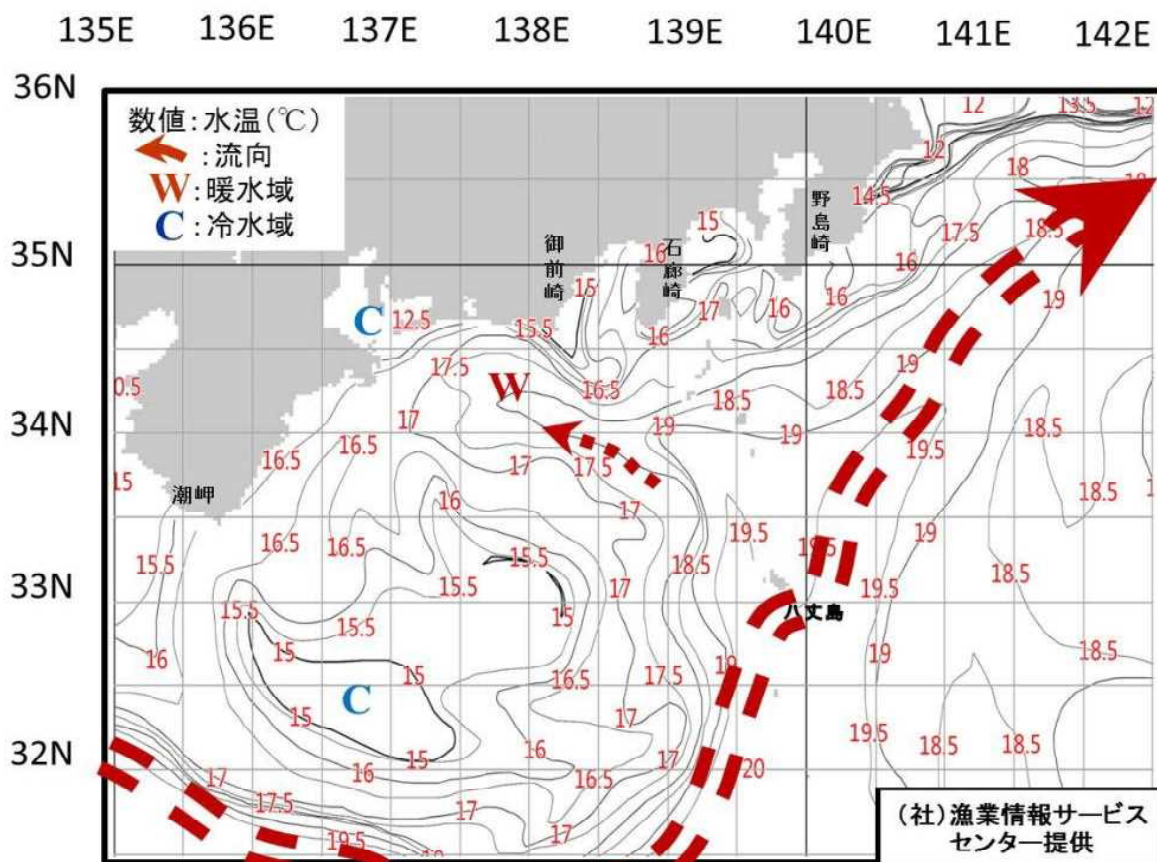 135E 136E 137E 138E 139E 140E 141E 142E
36N
数値:水温(℃)
:流向
W:暖水域
C:冷水域
12 13.5 12
12
18 18
14.5
野島崎
15 18.5
17.5
35N
御前崎
16 石廊崎
16
15 17 16 16 19
C 12.5 15.5 16
17.5
W 16.5 19
0.5 18.5 18.5
34N
17 19 19 18.5
16.5 19.5
16.5 17 17.5
15 18.5
潮岬 16 17
19.5 19
16.5 16.5 19.5
15.5 15.5 18.5 18.5
33N
15.5 17 19.5
15.5 15.5 15 八丈島
16 15 19 19 18.5
15 16.5 17.5
C
15 17 19.5
16 18.5 18.5
32N
15 17
17 16 16.5 20
17.5 17
19.5 17
(社)漁業情報サービス
センター提供